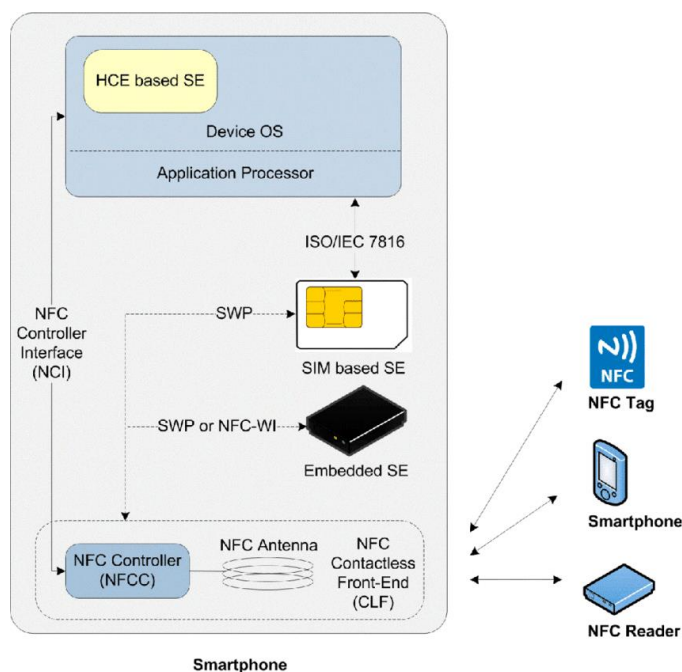 HCE based SE
Device OS
Application Processor
ISO/IEC 7816
NFC
Controller
Interface
(NCI)
SWP
SIM based SE
SWP or NFC-WI
Embedded SE
NFC Controller
(NFCC)
NFC Antenna
NFC
Contactless
Front-End
(CLF)
Smartphone
NFC
NFC Tag
Smartphone
NFC Reader